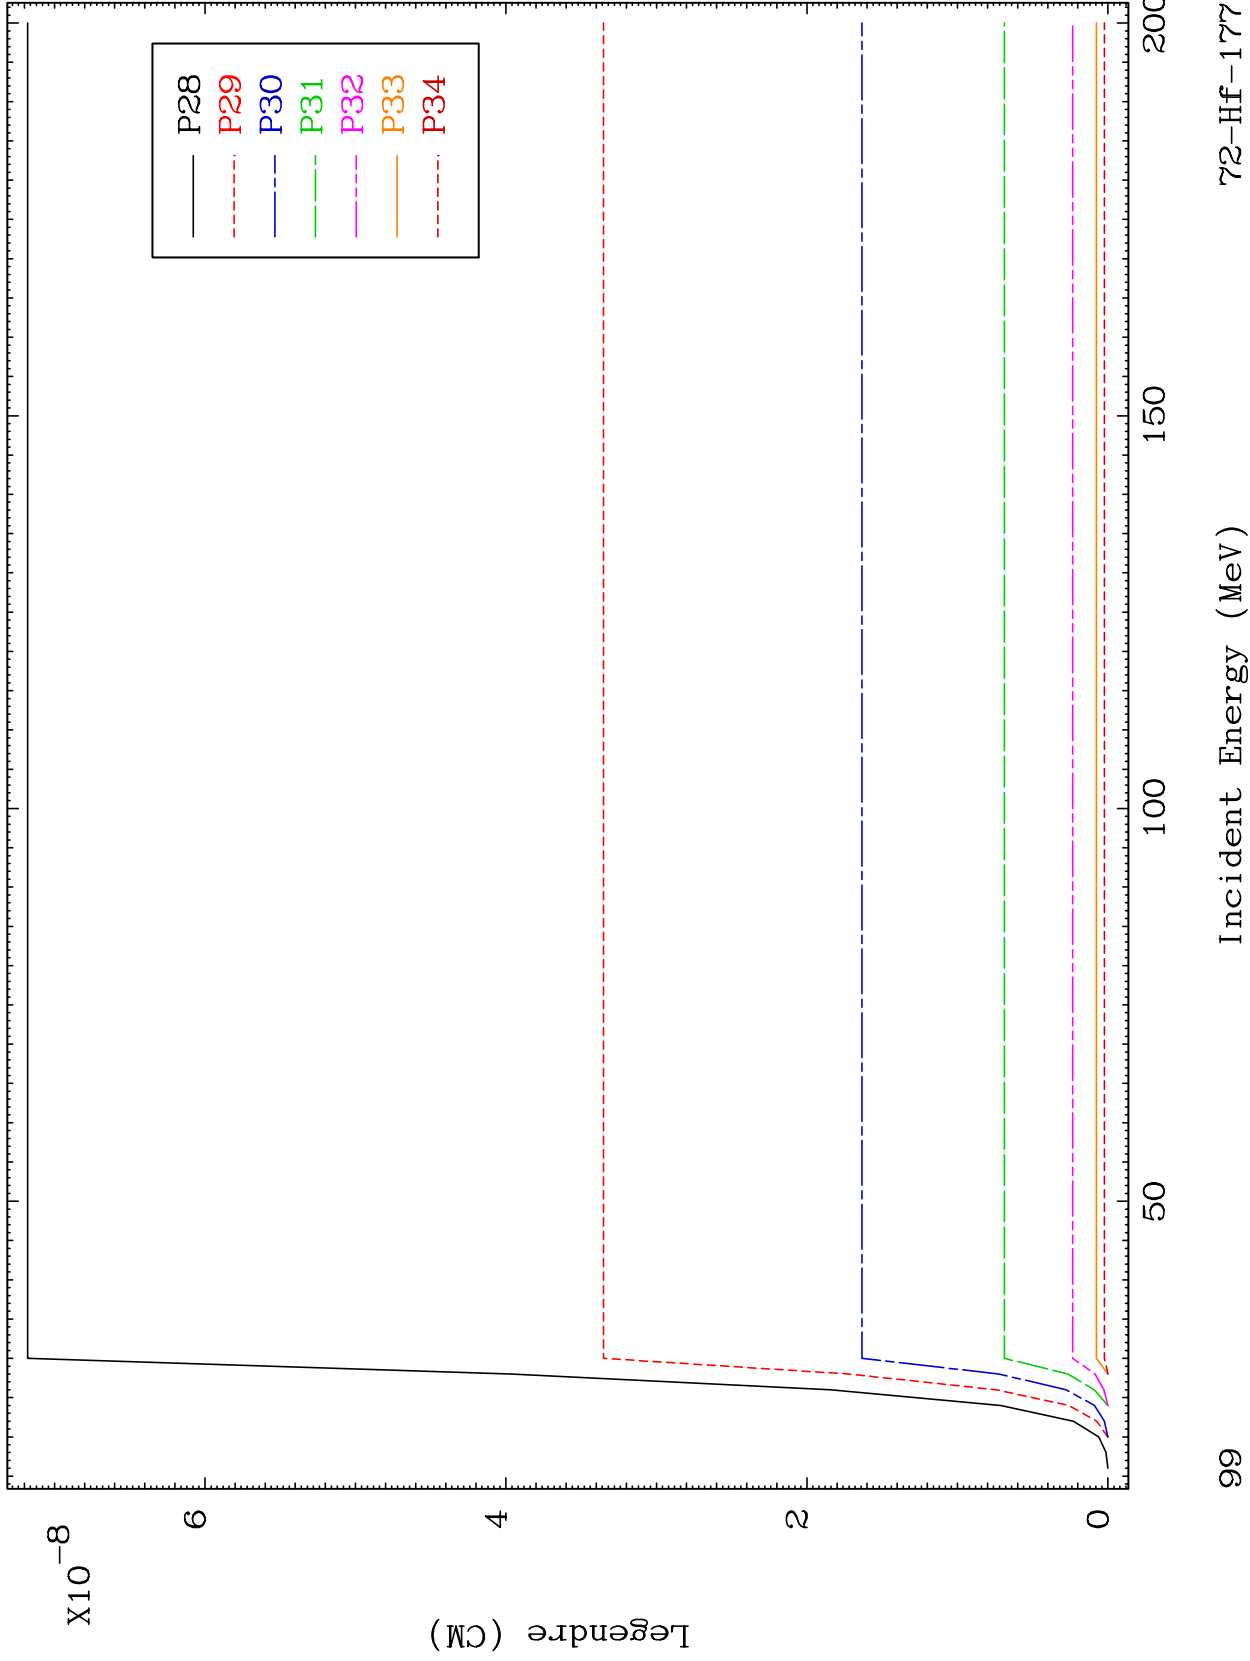 X10-8
Legendre (CM)
6
4
2
0
P28
P29
P30
P31
P32
P33
P34
50
100
150
200
Incident Energy (MeV)
99
72-Hf-177